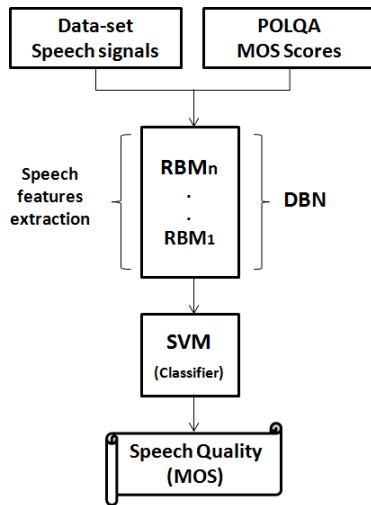 Data-set
Speech signals
POLQA
MOS Scores
Speech
features
extraction
RBMn
.
.
RBM1
DBN
SVM
(Classifier)
Speech Quality
(MOS)